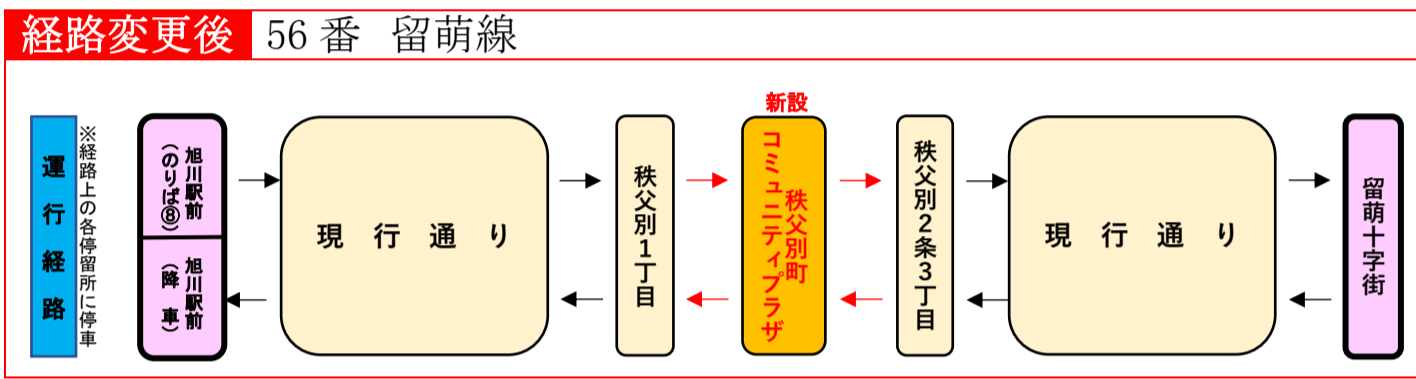 経路変更後 56番 留萌線
運行経路
※経路上の各停留所に停車
旭川駅前
（のりば⑧）
旭川駅前
（降車）
現行通り
秩父別1丁目
新設
秩父別町
コミュニティプラザ
秩父別2条3丁目
現行通り
留萌十字街